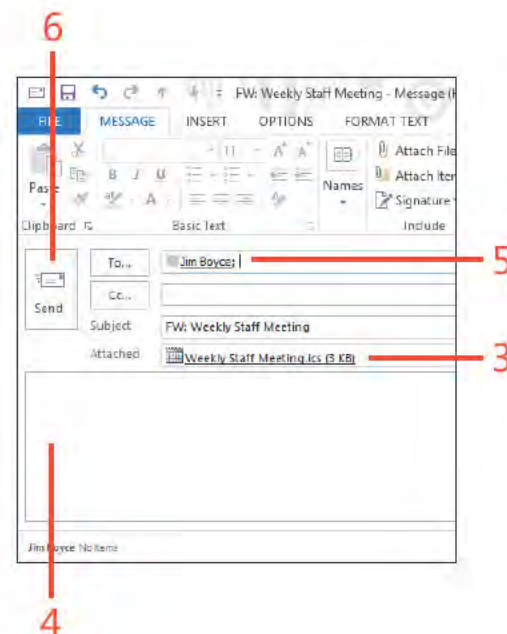 6
FW: Weekly Staff Meeting - Message (H
FILE MESSAGE INSERT OPTIONS FORMAT TEXT
11 A A Attach File
Paste B I U Names Attach Item
A Signature
Clipboard Basic Text Include
To... Jim Boyce; 5
Cc...
Send
Subject FW: Weekly Staff Meeting
Attached Weekly Staff Meeting.ics (3 KB) 3
Jim Boyce No Items
4